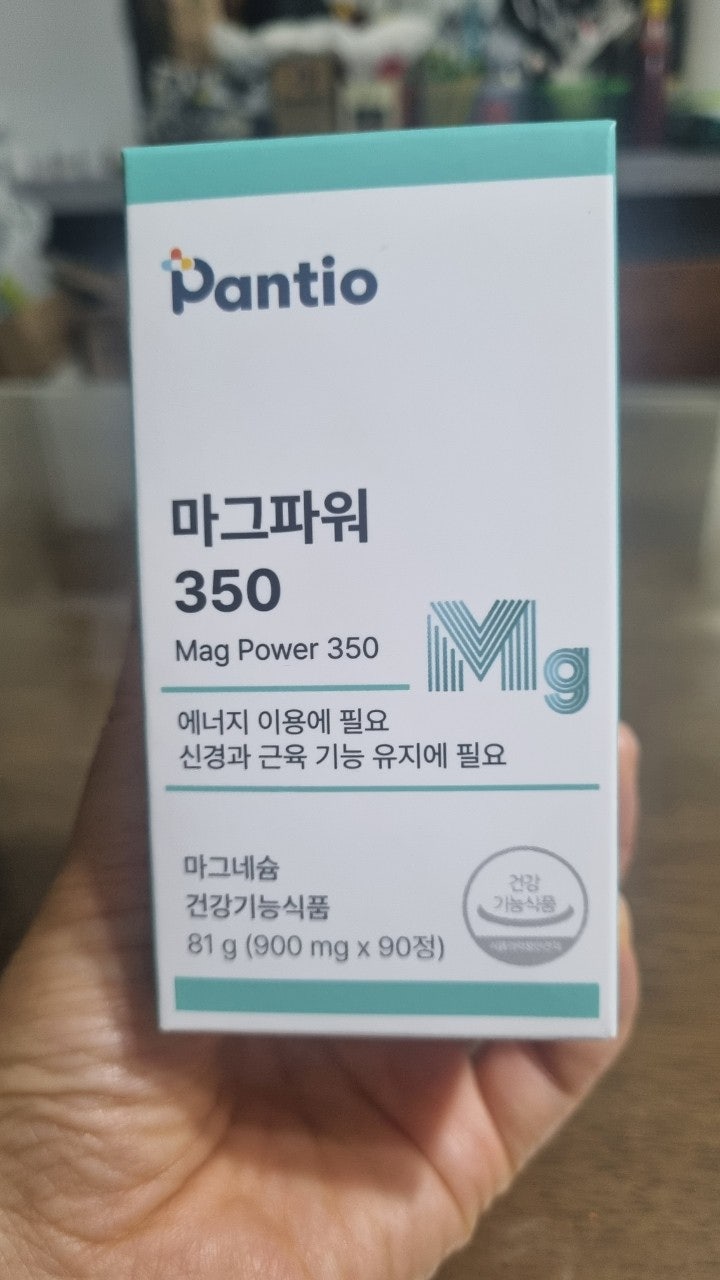 Pantio
마그파워
350
Mag Power 350
Mg
에너지 이용에 필요
신경과 근육 기능 유지에 필요
마그네슘
건강기능식품
81 g (900 mg x 90정)
건강
기능식품